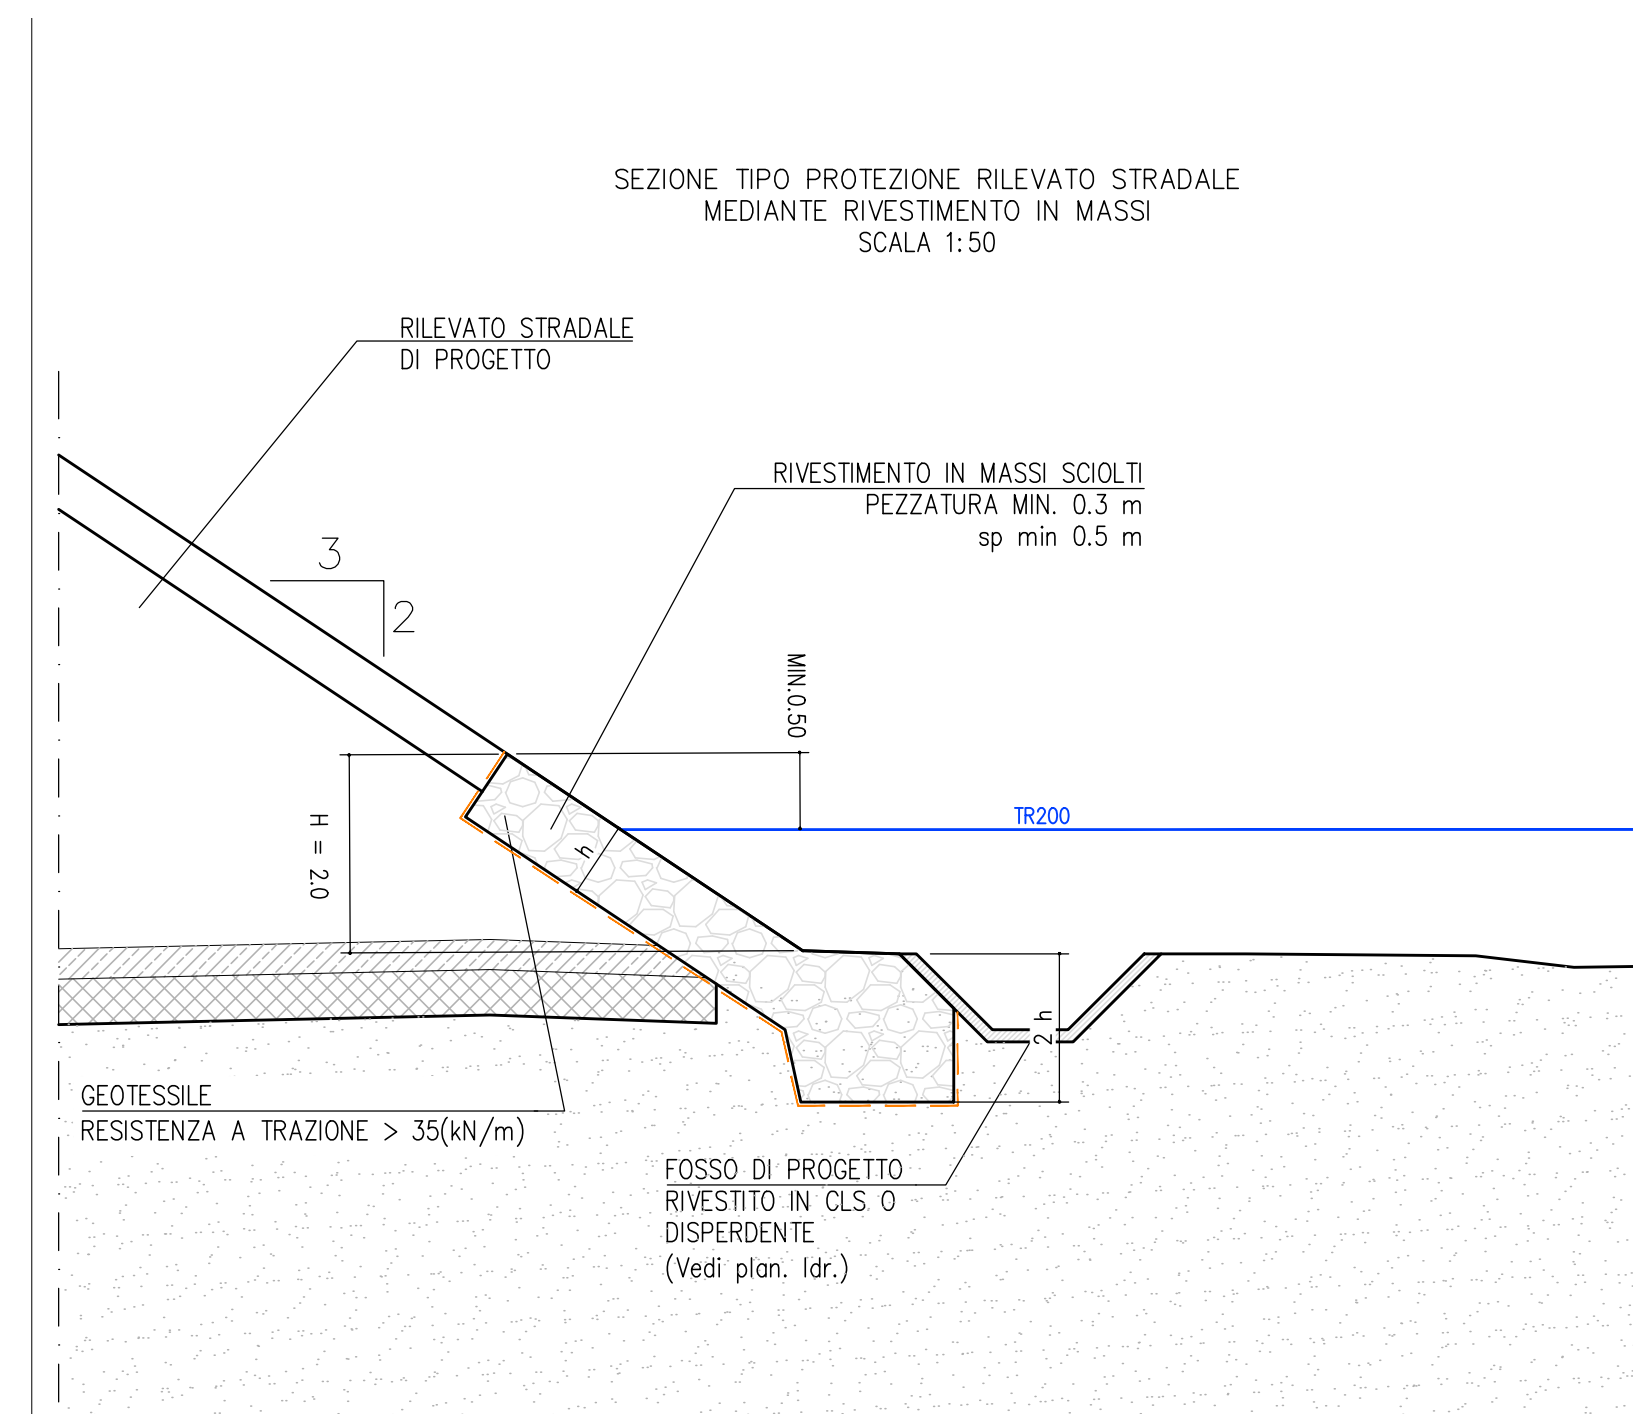 SEZIONE TIPO PROTEZIONE RILEVATO STRADALE
MEDIANTE RIVESTIMENTO IN MASSI
SCALA 1:50
RILEVATO STRADALE
DI PROGETTO
RIVESTIMENTO IN MASSI SCIOLTI
PEZZATURA MIN. 0.3 m
sp min 0.5 m
3
2
MIN.0.50
TR200
H = 2.0
h
2 h
GEOTESSILE
RESISTENZA A TRAZIONE > 35(kN/m)
FOSSO DI PROGETTO
RIVESTITO IN CLS O
DISPERDENTE
(Vedi plan. Idr.)